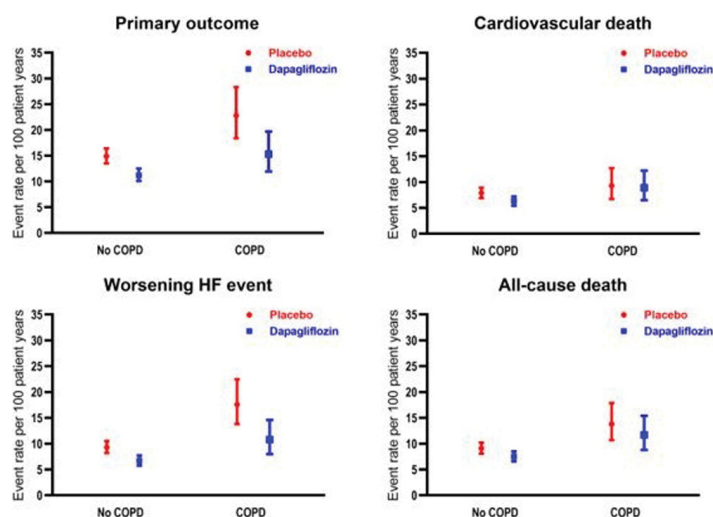 Primary outcome
Event rate per 100 patient years
35
30
25
20
15
10
5
0
Placebo
Dapagliflozin
No COPD
COPD
Cardiovascular death
Event rate per 100 patient years
35
30
25
20
15
10
5
0
Placebo
Dapagliflozin
No COPD
COPD
Worsening HF event
Event rate per 100 patient years
35
30
25
20
15
10
5
0
Placebo
Dapagliflozin
No COPD
COPD
All-cause death
Event rate per 100 patient years
35
30
25
20
15
10
5
0
Placebo
Dapagliflozin
No COPD
COPD